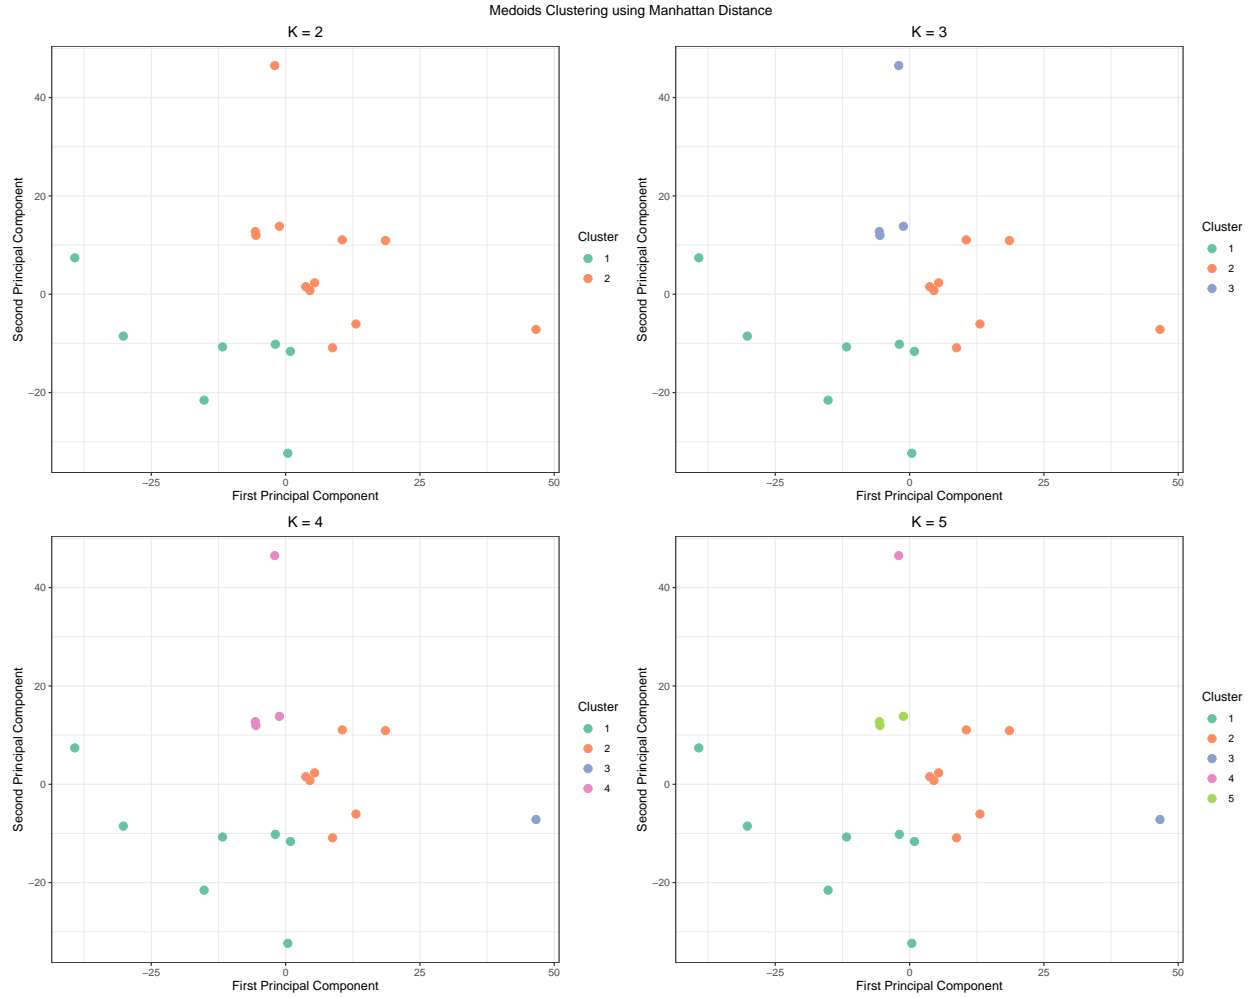 Medoids Clustering using Manhattan Distance
K = 2
40
20
0
−20
−25
0
25
50
Second Principal Component
First Principal Component
Cluster
1
2
K = 3
40
20
0
−20
−25
0
25
50
Second Principal Component
First Principal Component
Cluster
1
2
3
K = 4
40
20
0
−20
−25
0
25
50
Second Principal Component
First Principal Component
Cluster
1
2
3
4
K = 5
40
20
0
−20
−25
0
25
50
Second Principal Component
First Principal Component
Cluster
1
2
3
4
5